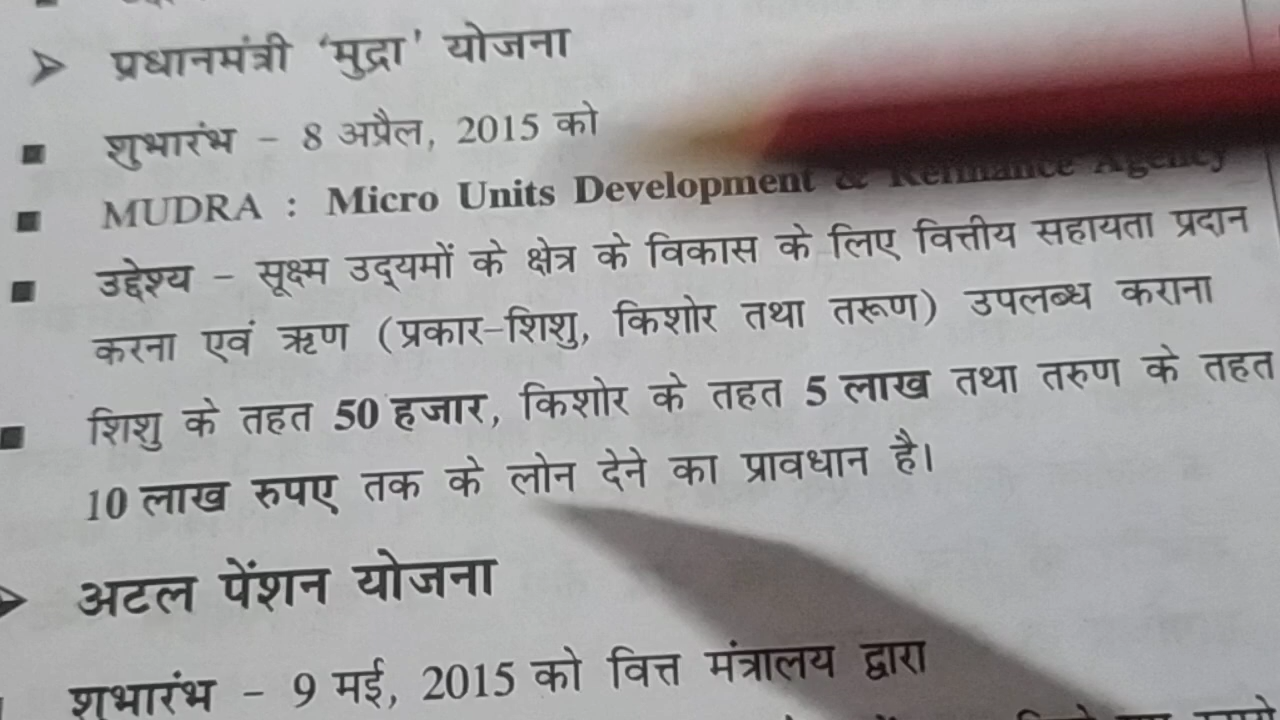 प्रधानमंत्री ‘मुद्रा’ योजना
शुभारंभ – 8 अप्रैल, 2015 को
MUDRA : Micro Units Development & Refinance Agency
उद्देश्य – सूक्ष्म उद्यमों के क्षेत्र के विकास के लिए वित्तीय सहायता प्रदान
करना एवं ऋण (प्रकार–शिशु, किशोर तथा तरूण) उपलब्ध कराना
शिशु के तहत 50 हजार, किशोर के तहत 5 लाख तथा तरुण के तहत
10 लाख रुपए तक के लोन देने का प्रावधान है।
अटल पेंशन योजना
शुभारंभ – 9 मई, 2015 को वित्त मंत्रालय द्वारा